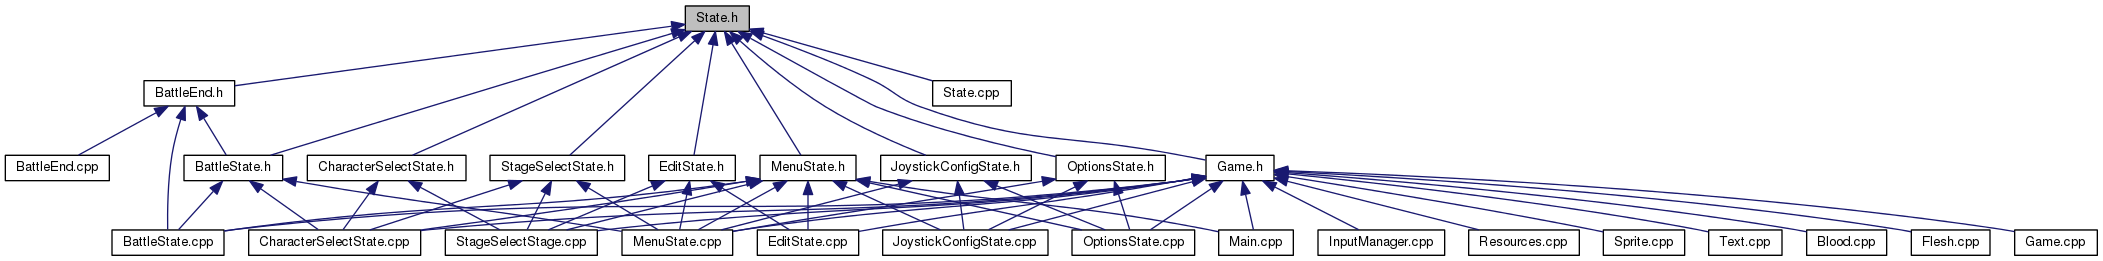 State.h
BattleEnd.h
State.cpp
BattleEnd.cpp
BattleState.h
CharacterSelectState.h
StageSelectState.h
EditState.h
MenuState.h
JoystickConfigState.h
OptionsState.h
Game.h
BattleState.cpp
CharacterSelectState.cpp
StageSelectStage.cpp
MenuState.cpp
EditState.cpp
JoystickConfigState.cpp
OptionsState.cpp
Main.cpp
InputManager.cpp
Resources.cpp
Sprite.cpp
Text.cpp
Blood.cpp
Flesh.cpp
Game.cpp